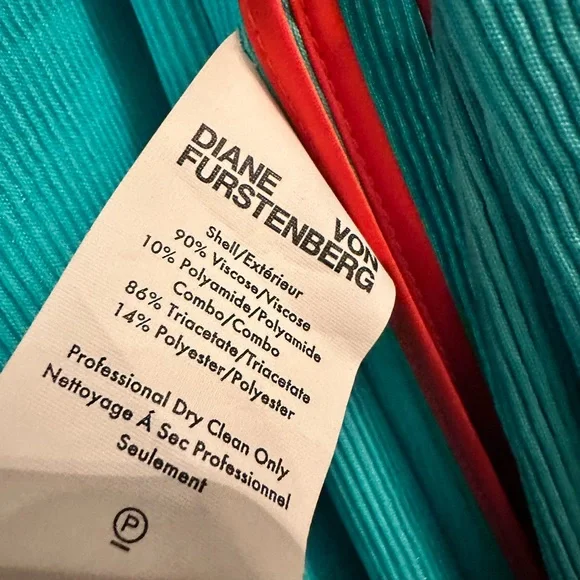 DIANE VON
FURSTENBERG
Shell/Extérieur
90% Viscose/Viscose
10% Polyamide/Polyamide
Combo/Combo
86% Triacetate/Triacetate
14% Polyester/Polyester
Professional Dry Clean Only
Nettoyage Á Sec Professionnel
Seulement
P